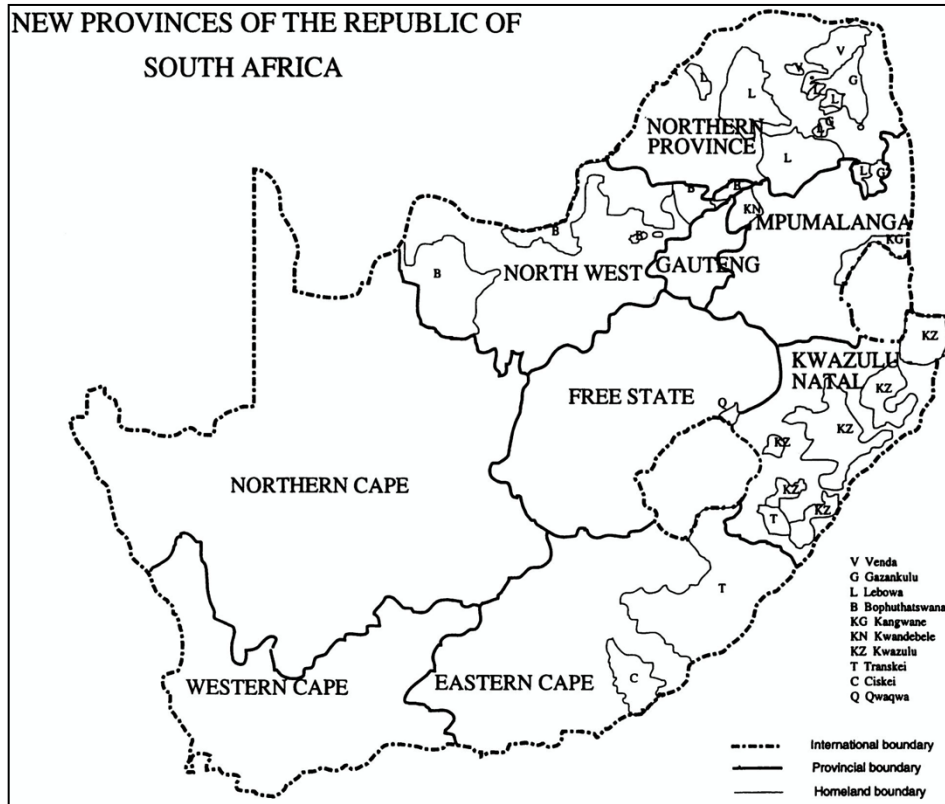 NEW PROVINCES OF THE REPUBLIC OF
SOUTH AFRICA
V
V
L
L
G
L
L
G
L
NORTHERN
PROVINCE
L
L
G
B
B
KN
MPUMALANGA
B
B
KG
GAUTENG
B
NORTH WEST
KZ
KWAZULU
NATAL
KZ
FREE STATE
Q
KZ
KZ
NORTHERN CAPE
KZ
KZ
T
T
WESTERN CAPE
EASTERN CAPE
C
V Venda
G Gazankulu
L Lebowa
B Bophuthatswana
KG Kangwane
KN Kwandebele
KZ Kwazulu
T Transkei
C Ciskei
Q Qwaqwa
International boundary
Provincial boundary
Homeland boundary